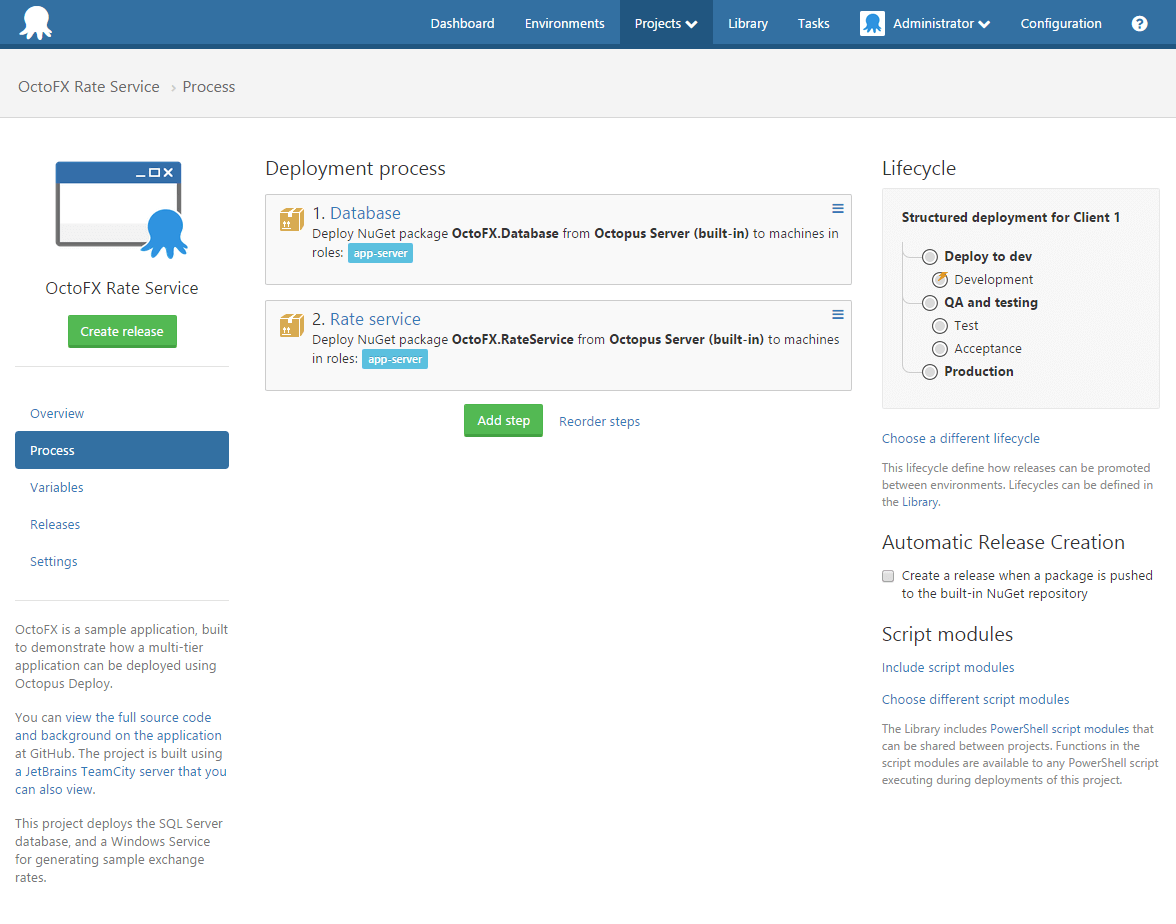 Dashboard Environments Projects Library Tasks Administrator Configuration ?
OctoFX Rate Service › Process
OctoFX Rate Service
Create release
Overview
Process
Variables
Releases
Settings
OctoFX is a sample application, built
to demonstrate how a multi-tier
application can be deployed using
Octopus Deploy.
You can view the full source code
and background on the application
at GitHub. The project is built using
a JetBrains TeamCity server that you
can also view.
This project deploys the SQL Server
database, and a Windows Service
for generating sample exchange
rates.
Deployment process
1. Database
Deploy NuGet package OctoFX.Database from Octopus Server (built-in) to machines in
roles: app-server
2. Rate service
Deploy NuGet package OctoFX.RateService from Octopus Server (built-in) to machines
in roles: app-server
Add step Reorder steps
Lifecycle
Structured deployment for Client 1
Deploy to dev
Development
QA and testing
Test
Acceptance
Production
Choose a different lifecycle
This lifecycle define how releases can be promoted
between environments. Lifecycles can be defined in
the Library.
Automatic Release Creation
Create a release when a package is pushed
to the built-in NuGet repository
Script modules
Include script modules
Choose different script modules
The Library includes PowerShell script modules that
can be shared between projects. Functions in the
script modules are available to any PowerShell script
executing during deployments of this project.